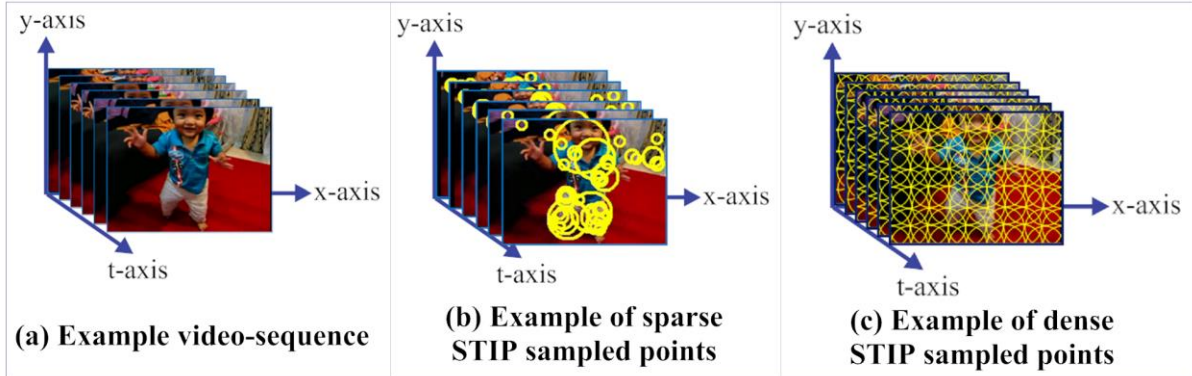 y-axis
x-axis
t-axis
(a) Example video-sequence
y-axis
x-axis
t-axis
(b) Example of sparse
STIP sampled points
y-axis
x-axis
t-axis
(c) Example of dense
STIP sampled points